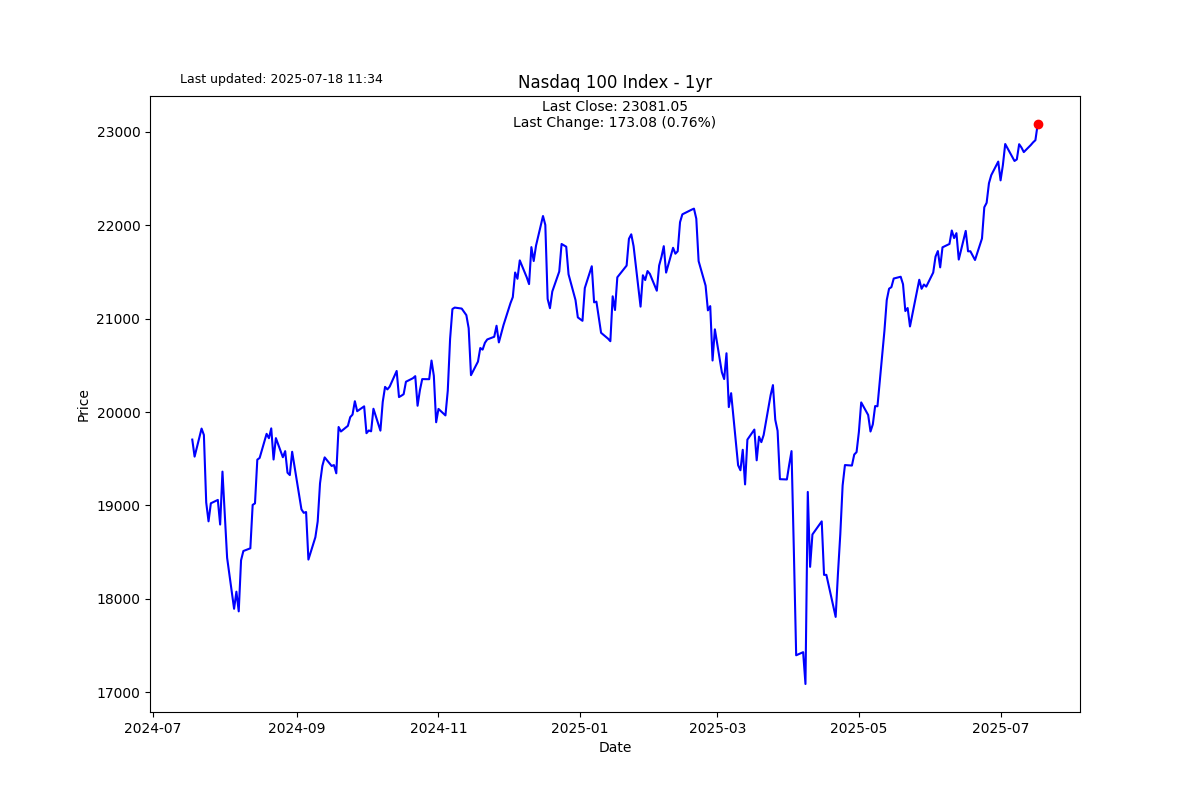 Last updated: 2025-07-18 11:34
Nasdaq 100 Index - 1yr
Last Close: 23081.05
Last Change: 173.08 (0.76%)
23000
22000
21000
20000
19000
18000
17000
Price
2024-07
2024-09
2024-11
2025-01
2025-03
2025-05
2025-07
Date